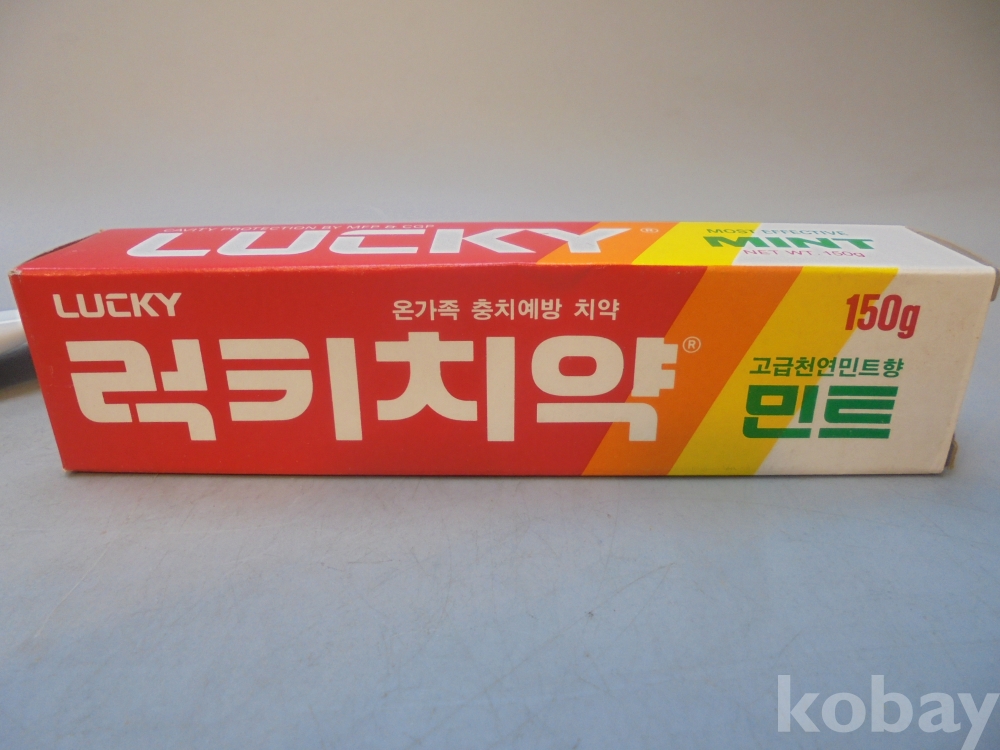 CAVITY PROTECTION BY MFP & CGP
LUCKY®
MOST EFFECTIVE
MINT
NET WT. 150g
LUCKY
온가족 충치예방 치약
150g
럭키치약®
고급천연민트향
민트
kobay